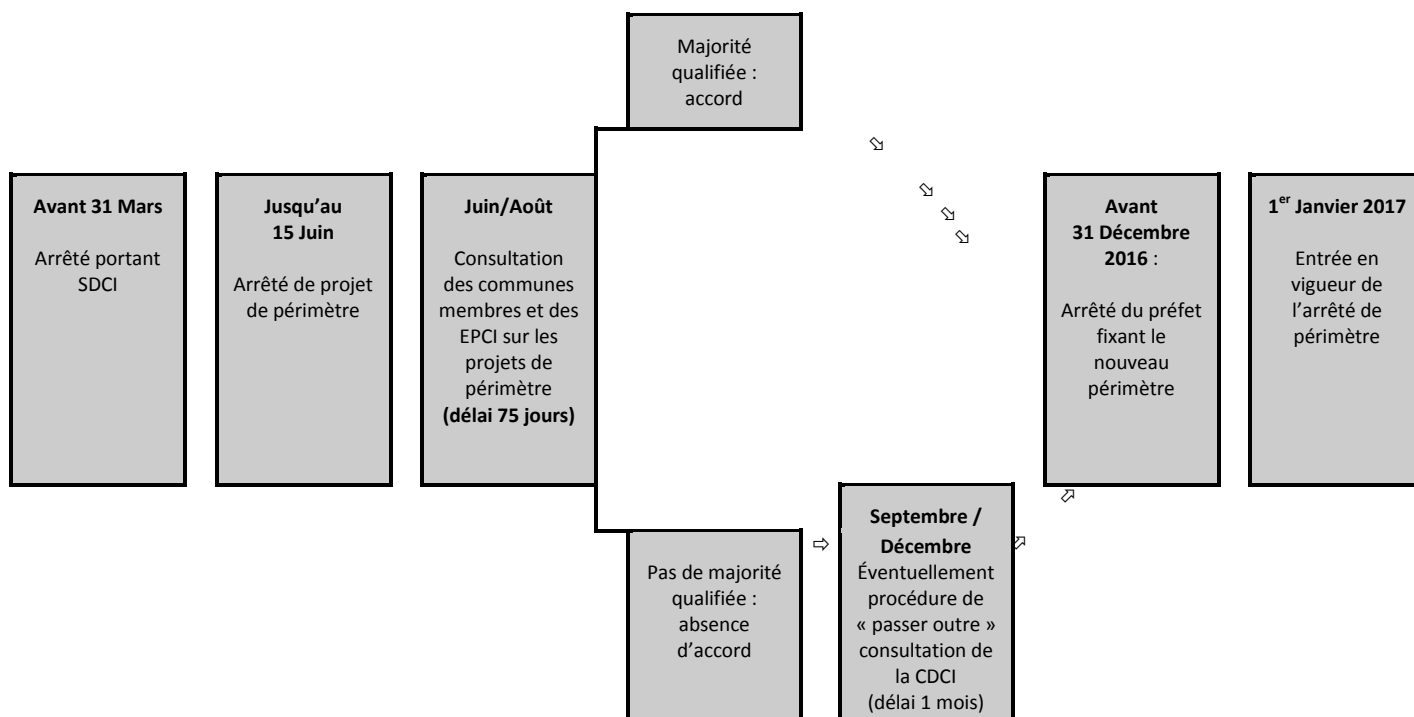 Majorité
qualifiée :
accord
Avant 31 Mars
Arrêté portant
SDCI
Jusqu’au
15 Juin
Arrêté de projet
de périmètre
Juin/Août
Consultation
des communes
membres et des
EPCI sur les
projets de
périmètre
(délai 75 jours)
Avant
31 Décembre
2016 :
Arrêté du préfet
fixant le
nouveau
périmètre
1er Janvier 2017
Entrée en
vigueur de
l’arrêté de
périmètre
Pas de majorité
qualifiée :
absence
d’accord
Septembre /
Décembre
Éventuellement
procédure de
« passer outre »
consultation de
la CDCI
(délai 1 mois)